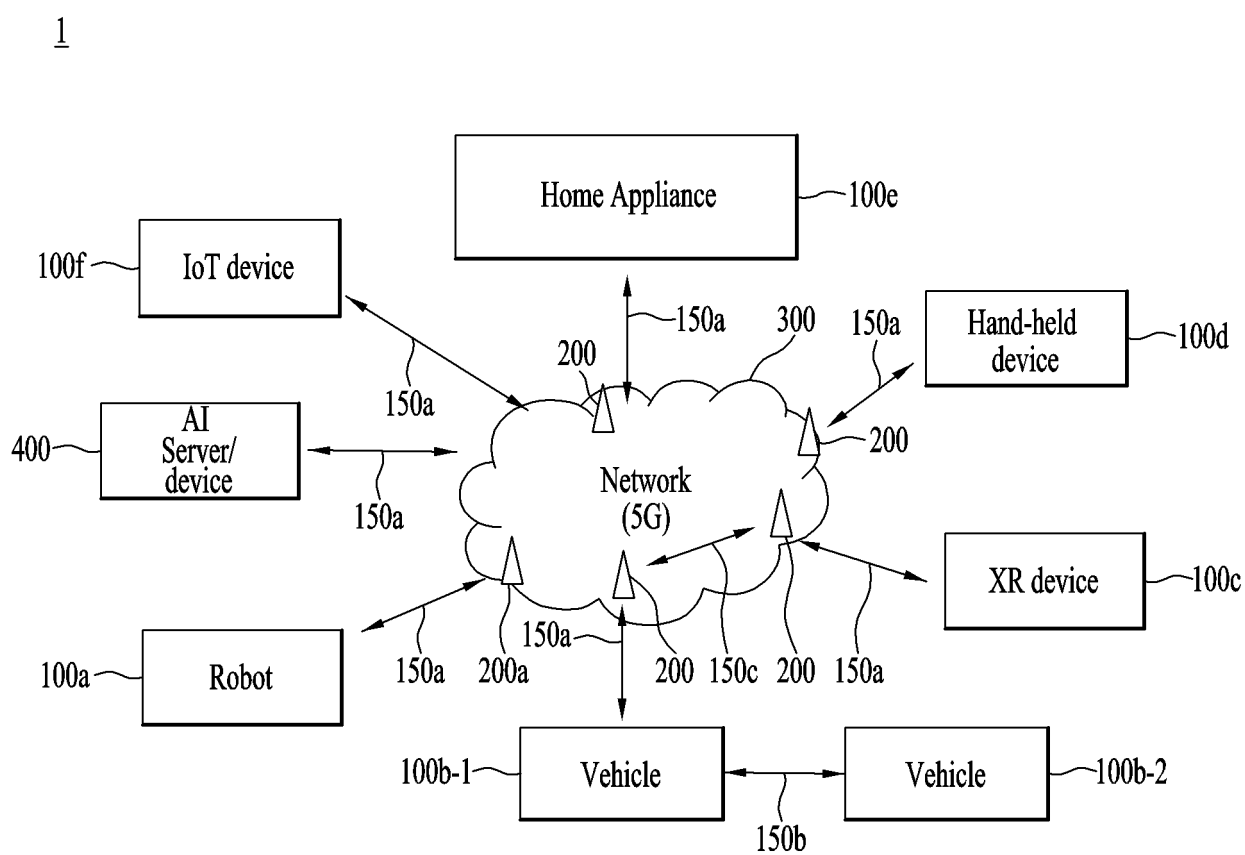 1
Home Appliance
100e
IoT device
100f
150a
300
150a
Hand-held
device
100d
200
150a
AI
Server/
device
400
200
150a
Network
(5G)
XR device
100c
150a
200a
150a
200
150c
200
150a
Robot
100a
100b-1
Vehicle
Vehicle
100b-2
150b